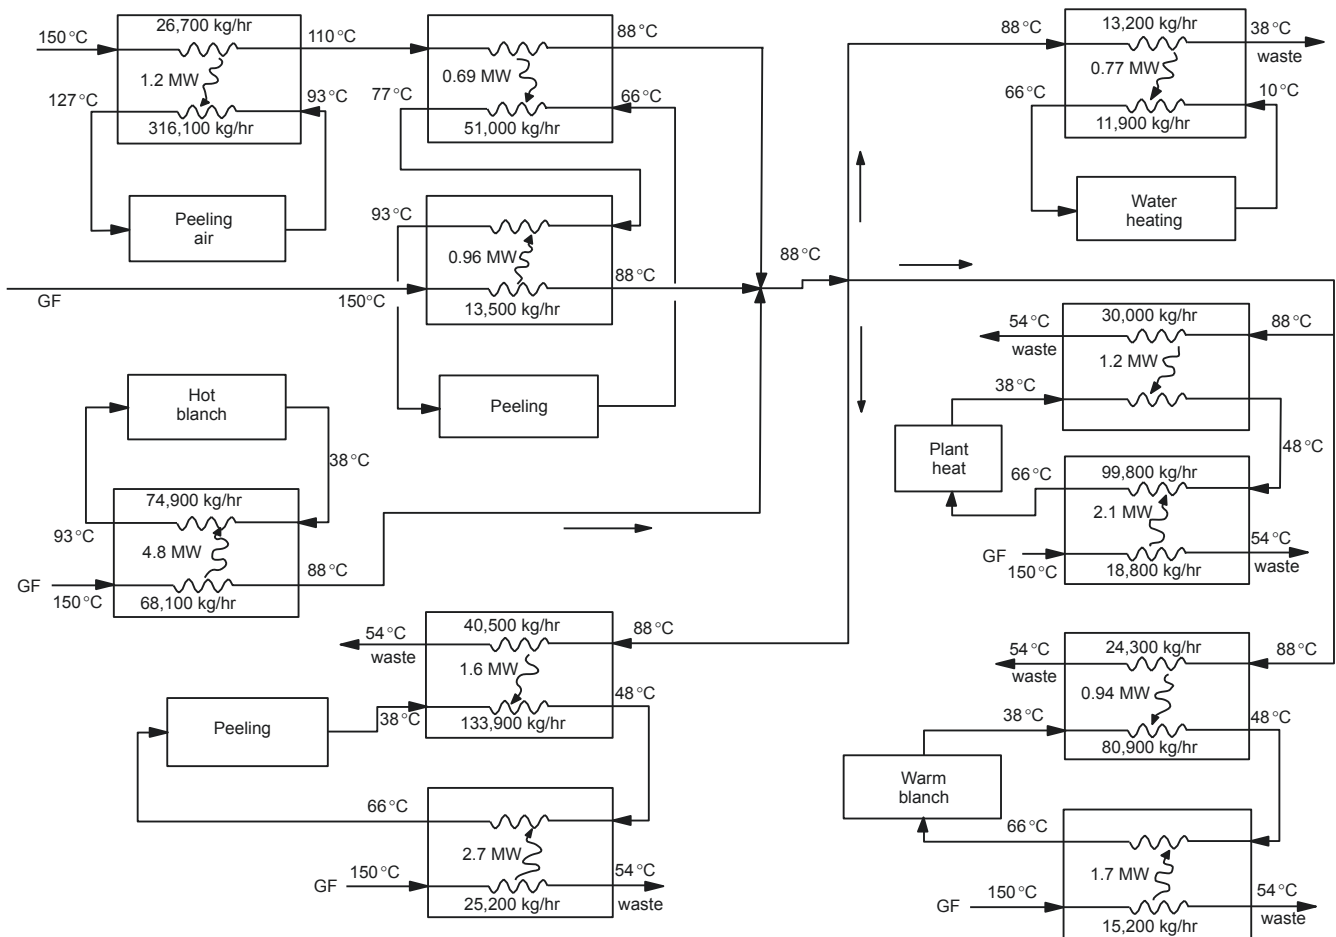 26,700 kg/hr
150°C
110°C
1.2 MW
127°C
93°C
316,100 kg/hr
Peeling
air
88°C
0.69 MW
77°C
66°C
51,000 kg/hr
93°C
0.96 MW
88°C
GF
150°C
13,500 kg/hr
88°C
Peeling
Hot
blanch
38°C
74,900 kg/hr
93°C
4.8 MW
GF
150°C
88°C
68,100 kg/hr
40,500 kg/hr
54°C
waste
88°C
1.6 MW
48°C
38°C
133,900 kg/hr
Peeling
66°C
2.7 MW
GF
150°C
54°C
waste
25,200 kg/hr
13,200 kg/hr
88°C
38°C
waste
0.77 MW
66°C
10°C
11,900 kg/hr
Water
heating
30,000 kg/hr
54°C
waste
88°C
1.2 MW
38°C
48°C
Plant
heat
66°C
99,800 kg/hr
2.1 MW
GF
150°C
54°C
waste
18,800 kg/hr
24,300 kg/hr
54°C
waste
88°C
0.94 MW
38°C
48°C
80,900 kg/hr
Warm
blanch
66°C
1.7 MW
GF
150°C
54°C
waste
15,200 kg/hr